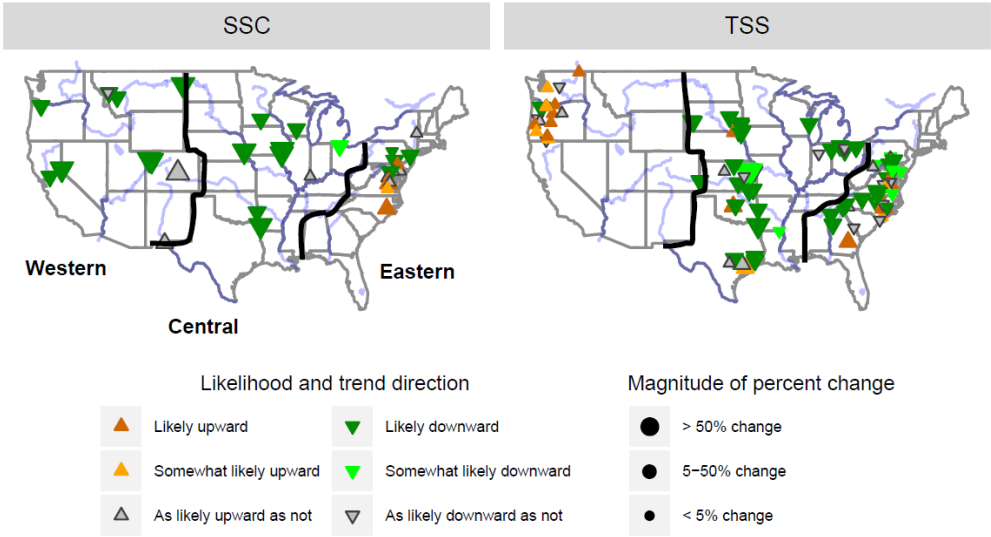 SSC
TSS
Western
Eastern
Central
Likelihood and trend direction
Magnitude of percent change
Likely upward
Likely downward
> 50% change
Somewhat likely upward
Somewhat likely downward
5−50% change
As likely upward as not
As likely downward as not
< 5% change